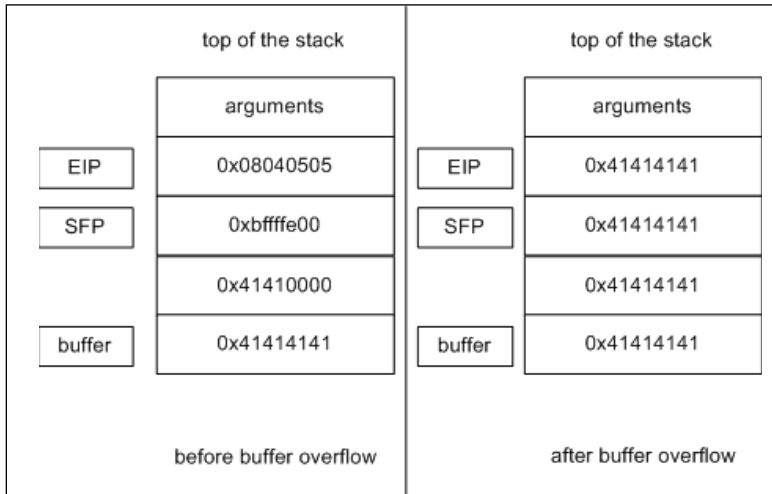 top of the stack
arguments
EIP 0x08040505
SFP 0xbffffe00
0x41410000
buffer 0x41414141
before buffer overflow
top of the stack
arguments
EIP 0x41414141
SFP 0x41414141
0x41414141
buffer 0x41414141
after buffer overflow